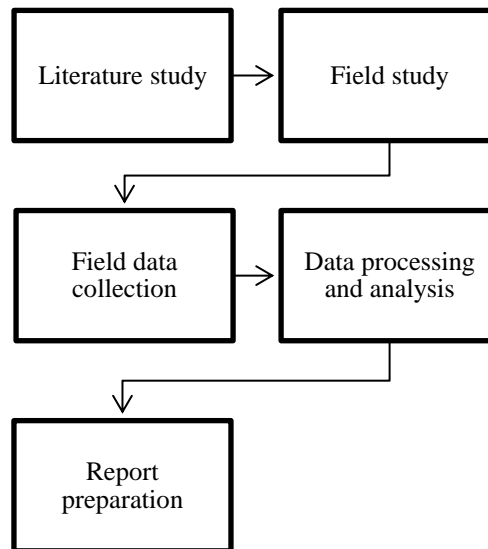 Literature study
Field study
Field data
collection
Data processing
and analysis
Report
preparation